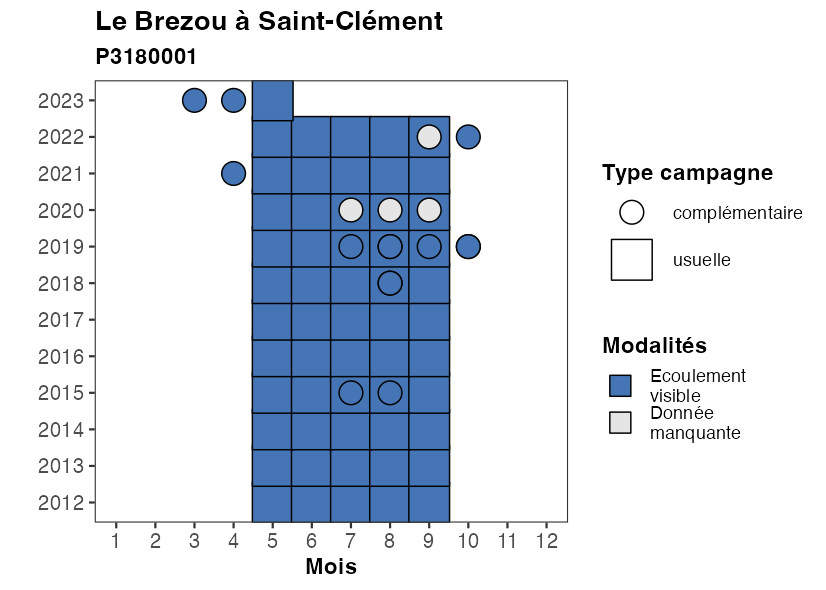 Le Brezou à Saint-Clément
P3180001
2023
2022
2021
2020
2019
2018
2017
2016
2015
2014
2013
2012
1 2 3 4 5 6 7 8 9 10 11 12
Mois
Type campagne
complémentaire
usuelle
Modalités
Ecoulement
visible
Donnée
manquante